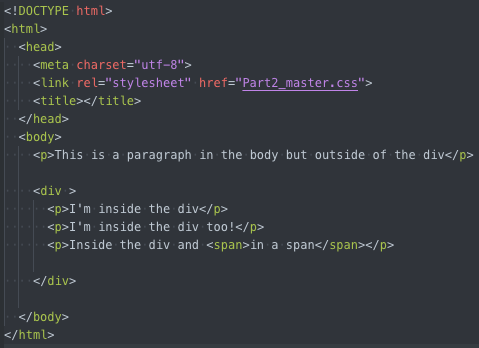 <!DOCTYPE html>
<html>
<head>
<meta charset="utf-8">
<link rel="stylesheet" href="Part2_master.css">
<title></title>
</head>
<body>
<p>This is a paragraph in the body but outside of the div</p>
<div >
<p>I'm inside the div</p>
<p>I'm inside the div too!</p>
<p>Inside the div and <span>in a span</span></p>
</div>
</body>
</html>